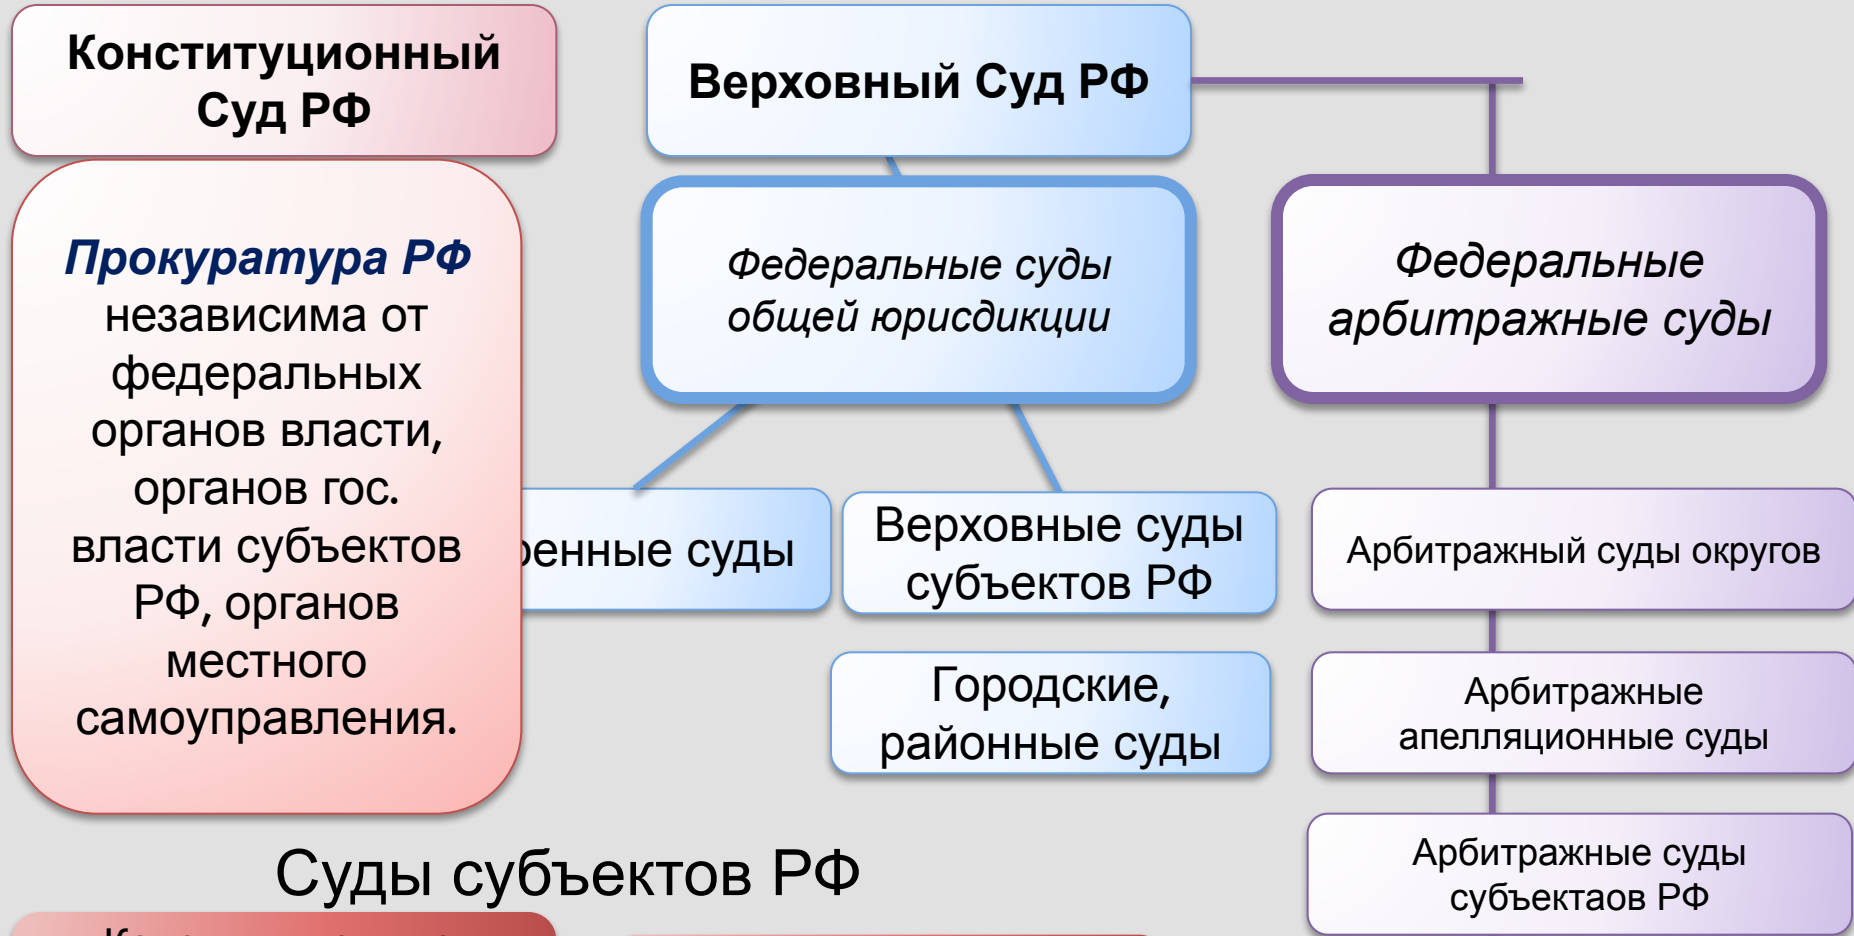 Конституционный
Суд РФ
Верховный Суд РФ
Прокуратура РФ
независима от
федеральных
органов власти,
органов гос.
власти субъектов
РФ, органов
местного
самоуправления.
Федеральные суды
общей юрисдикции
Федеральные
арбитражные суды
суды
Верховные суды
субъектов РФ
Городские,
районные суды
Арбитражный суды округов
Арбитражные
апелляционные суды
Арбитражные суды
субъектаов РФ
Суды субъектов РФ